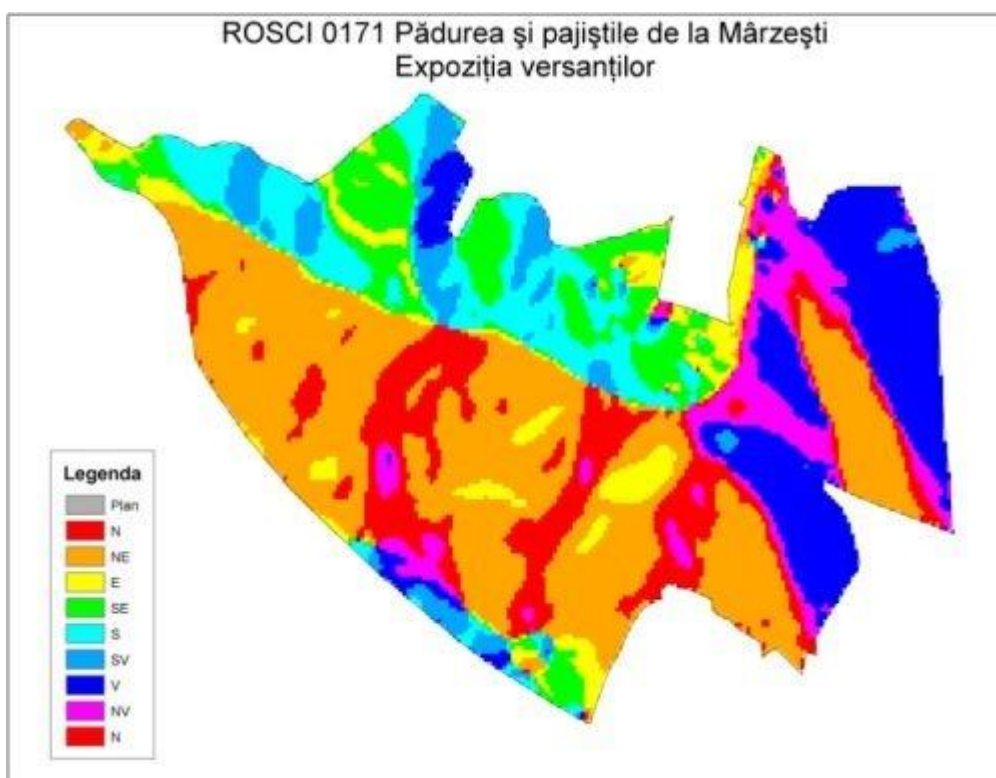 ROSCI 0171 Pădurea şi pajiştile de la Mârzeşti
Expoziția versanților
Legenda
Plan
N
NE
E
SE
S
SV
V
NV
N